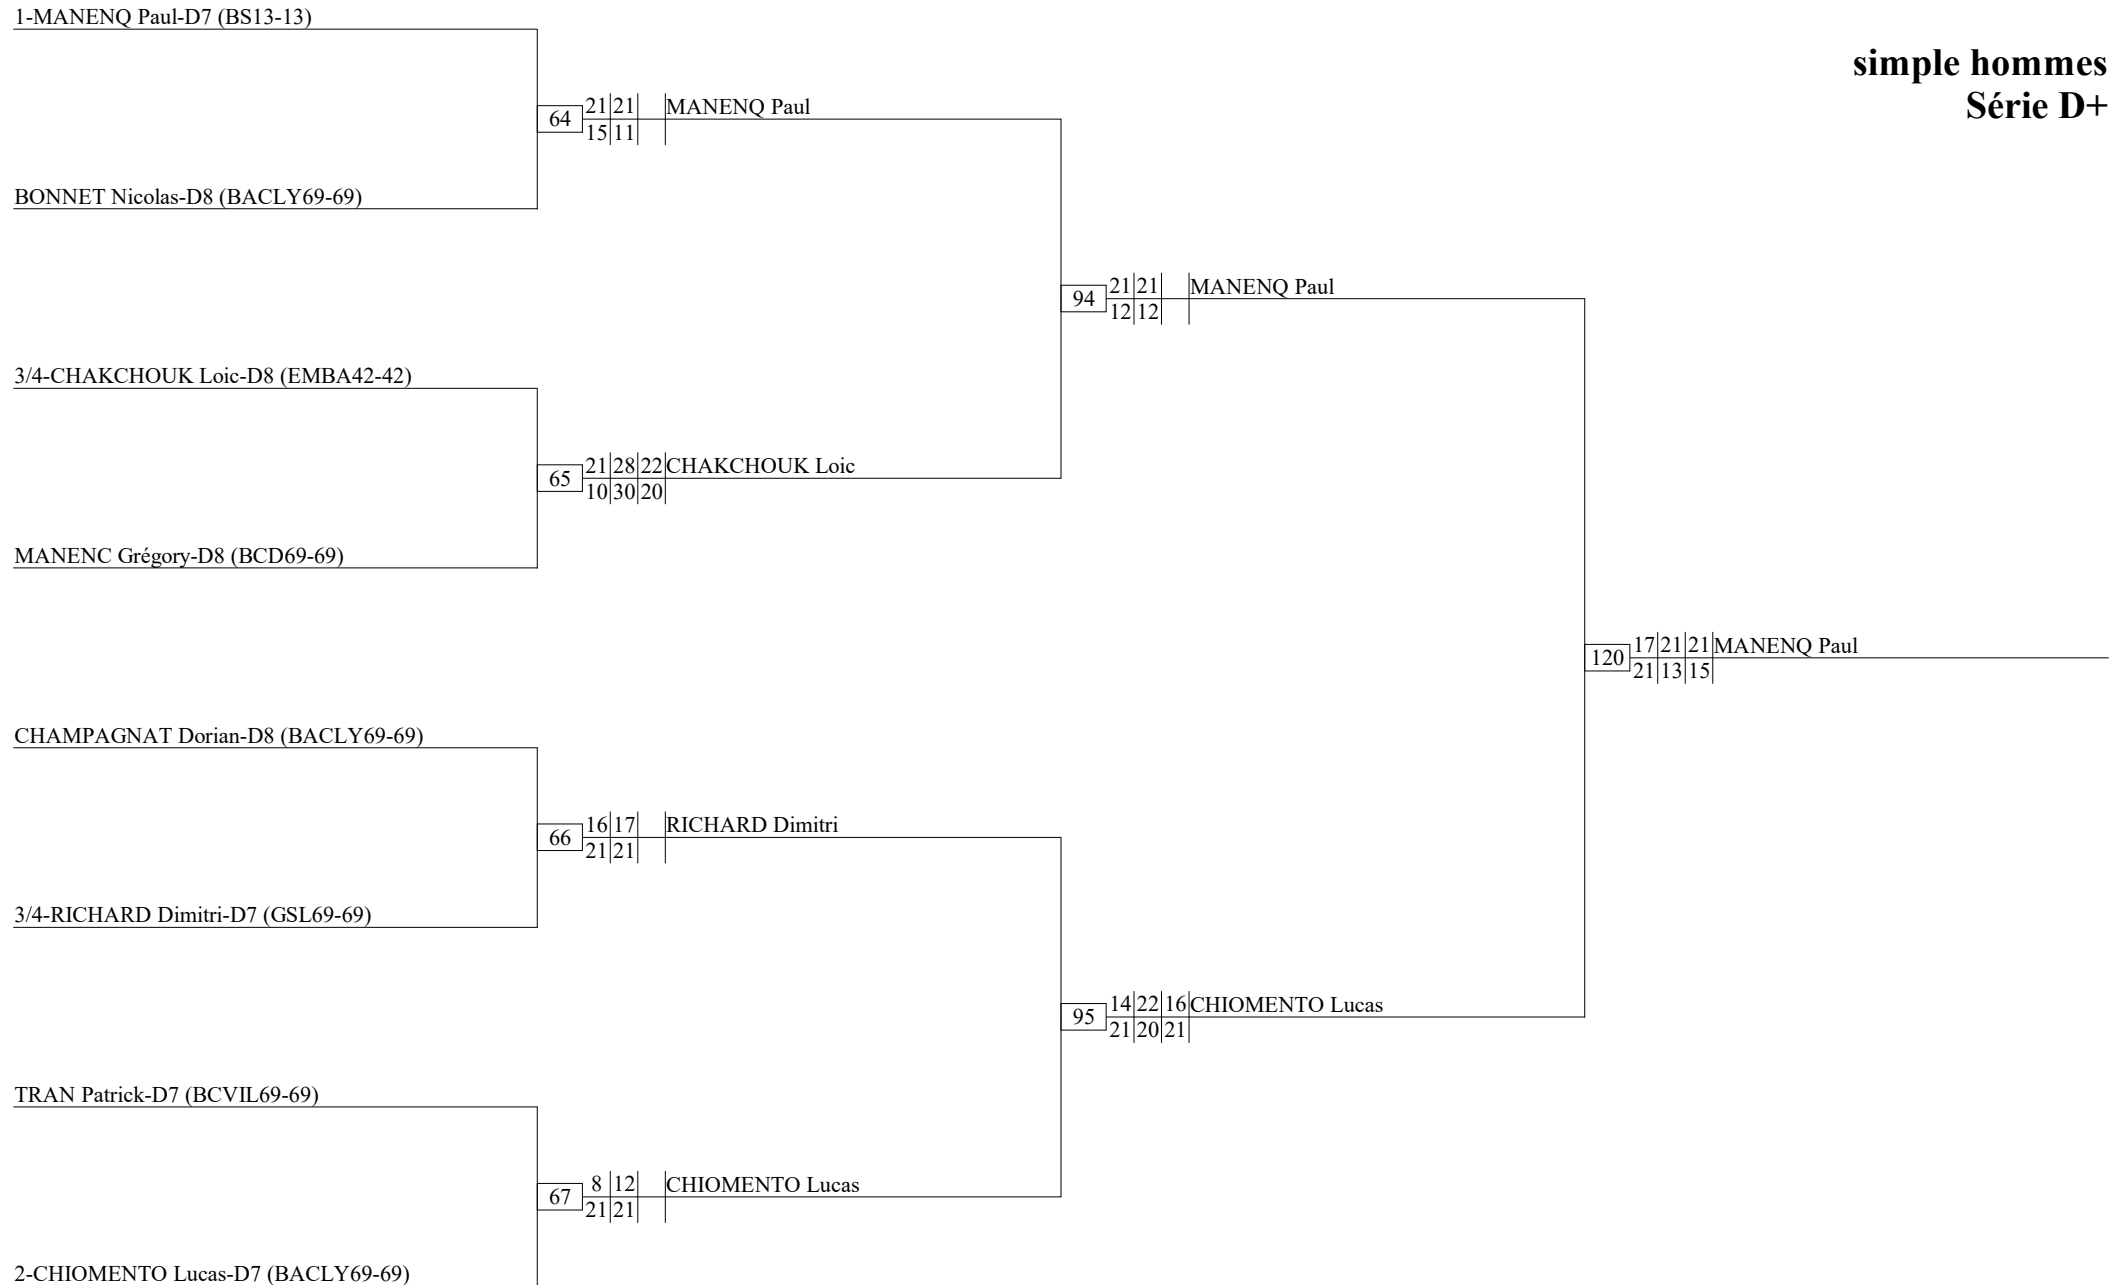 1-MANENQ Paul-D7 (BS13-13)
simple hommes
Série D+
64 21 21 MANENQ Paul
15 11
BONNET Nicolas-D8 (BACLY69-69)
94 21 21 MANENQ Paul
12 12
3/4-CHAKCHOUK Loic-D8 (EMBA42-42)
65 21 28 22 CHAKCHOUK Loic
10 30 20
MANENC Grégory-D8 (BCD69-69)
120 17 21 21 MANENQ Paul
21 13 15
CHAMPAGNAT Dorian-D8 (BACLY69-69)
66 16 17 RICHARD Dimitri
21 21
3/4-RICHARD Dimitri-D7 (GSL69-69)
95 14 22 16 CHIOMENTO Lucas
21 20 21
TRAN Patrick-D7 (BCVIL69-69)
67 8 12 CHIOMENTO Lucas
21 21
2-CHIOMENTO Lucas-D7 (BACLY69-69)